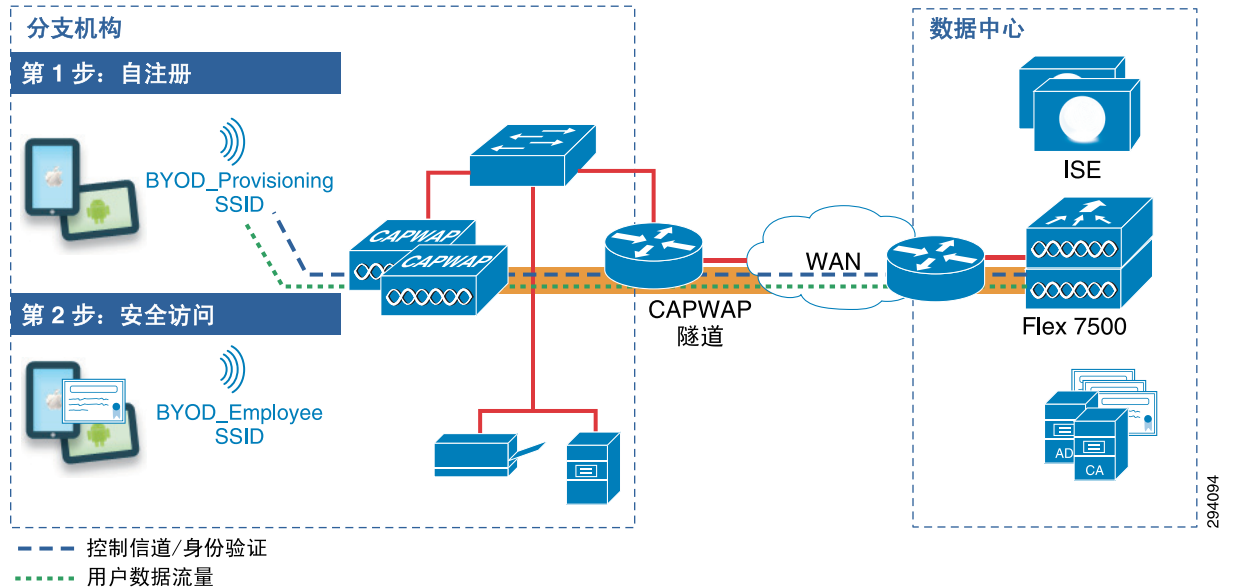 分支机构
第 1 步：自注册
BYOD_Provisioning
SSID
CAPWAP
CAPWAP
第 2 步：安全访问
BYOD_Employee
SSID
CAPWAP
隧道
WAN
数据中心
ISE
Flex 7500
AD
CA
294094
控制信道/身份验证
用户数据流量